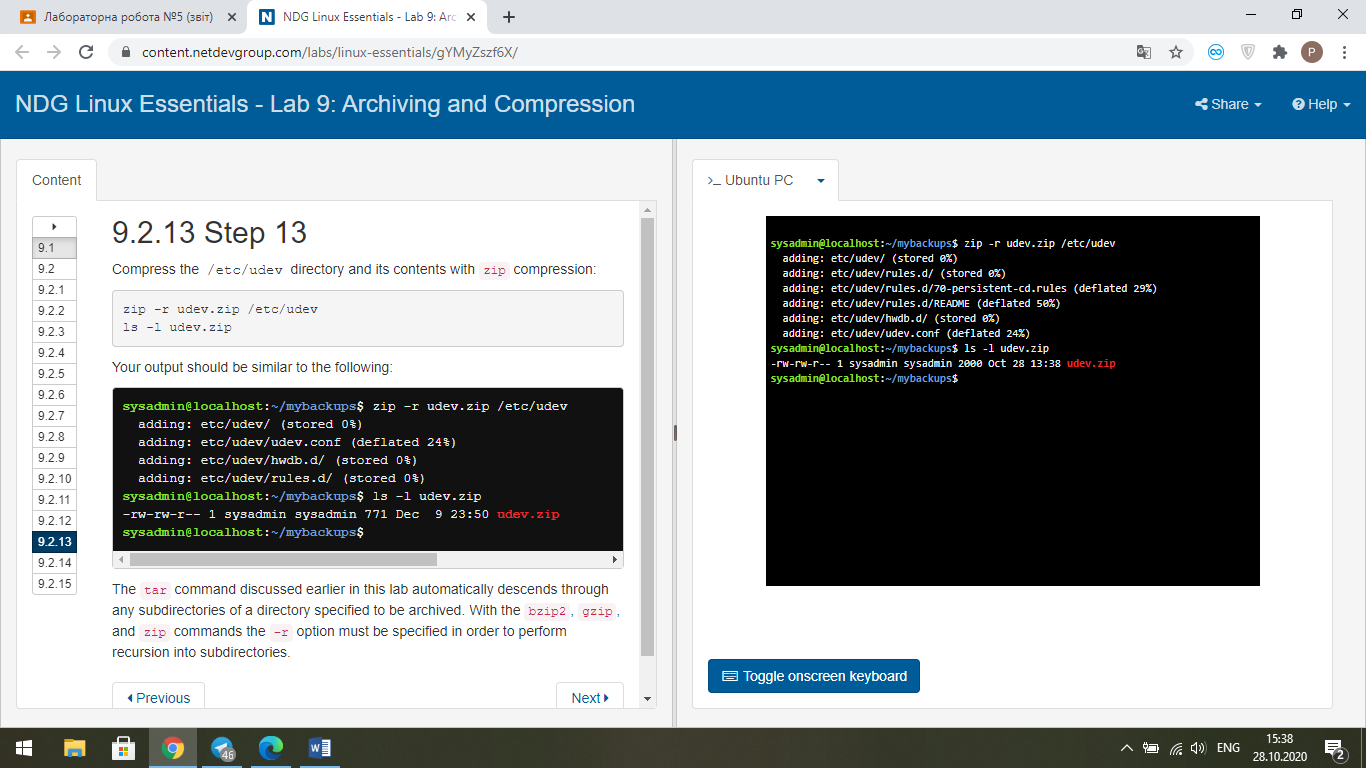 Лабораторна робота №5 (звіт)
NDG Linux Essentials - Lab 9: Arc
content.netdevgroup.com/labs/linux-essentials/gYMyZszf6X/
P
NDG Linux Essentials - Lab 9: Archiving and Compression
Share
Help
Content
9.1
9.2
9.2.1
9.2.2
9.2.3
9.2.4
9.2.5
9.2.6
9.2.7
9.2.8
9.2.9
9.2.10
9.2.11
9.2.12
9.2.13
9.2.14
9.2.15
9.2.13 Step 13
Compress the /etc/udev directory and its contents with zip compression:
zip -r udev.zip /etc/udev
ls -l udev.zip
Your output should be similar to the following:
sysadmin@localhost:~/mybackups$ zip -r udev.zip /etc/udev
adding: etc/udev/ (stored 0%)
adding: etc/udev/udev.conf (deflated 24%)
adding: etc/udev/hwdb.d/ (stored 0%)
adding: etc/udev/rules.d/ (stored 0%)
sysadmin@localhost:~/mybackups$ ls -l udev.zip
-rw-rw-r-- 1 sysadmin sysadmin 771 Dec  9 23:50 udev.zip
sysadmin@localhost:~/mybackups$
The tar command discussed earlier in this lab automatically descends through
any subdirectories of a directory specified to be archived. With the bzip2, gzip,
and zip commands the -r option must be specified in order to perform
recursion into subdirectories.
Previous
Next
>_ Ubuntu PC
sysadmin@localhost:~/mybackups$ zip -r udev.zip /etc/udev
adding: etc/udev/ (stored 0%)
adding: etc/udev/rules.d/ (stored 0%)
adding: etc/udev/rules.d/70-persistent-cd.rules (deflated 29%)
adding: etc/udev/rules.d/README (deflated 50%)
adding: etc/udev/hwdb.d/ (stored 0%)
adding: etc/udev/udev.conf (deflated 24%)
sysadmin@localhost:~/mybackups$ ls -l udev.zip
-rw-rw-r-- 1 sysadmin sysadmin 2000 Oct 28 13:38 udev.zip
sysadmin@localhost:~/mybackups$
Toggle onscreen keyboard
46
W
ENG
15:38
28.10.2020
2